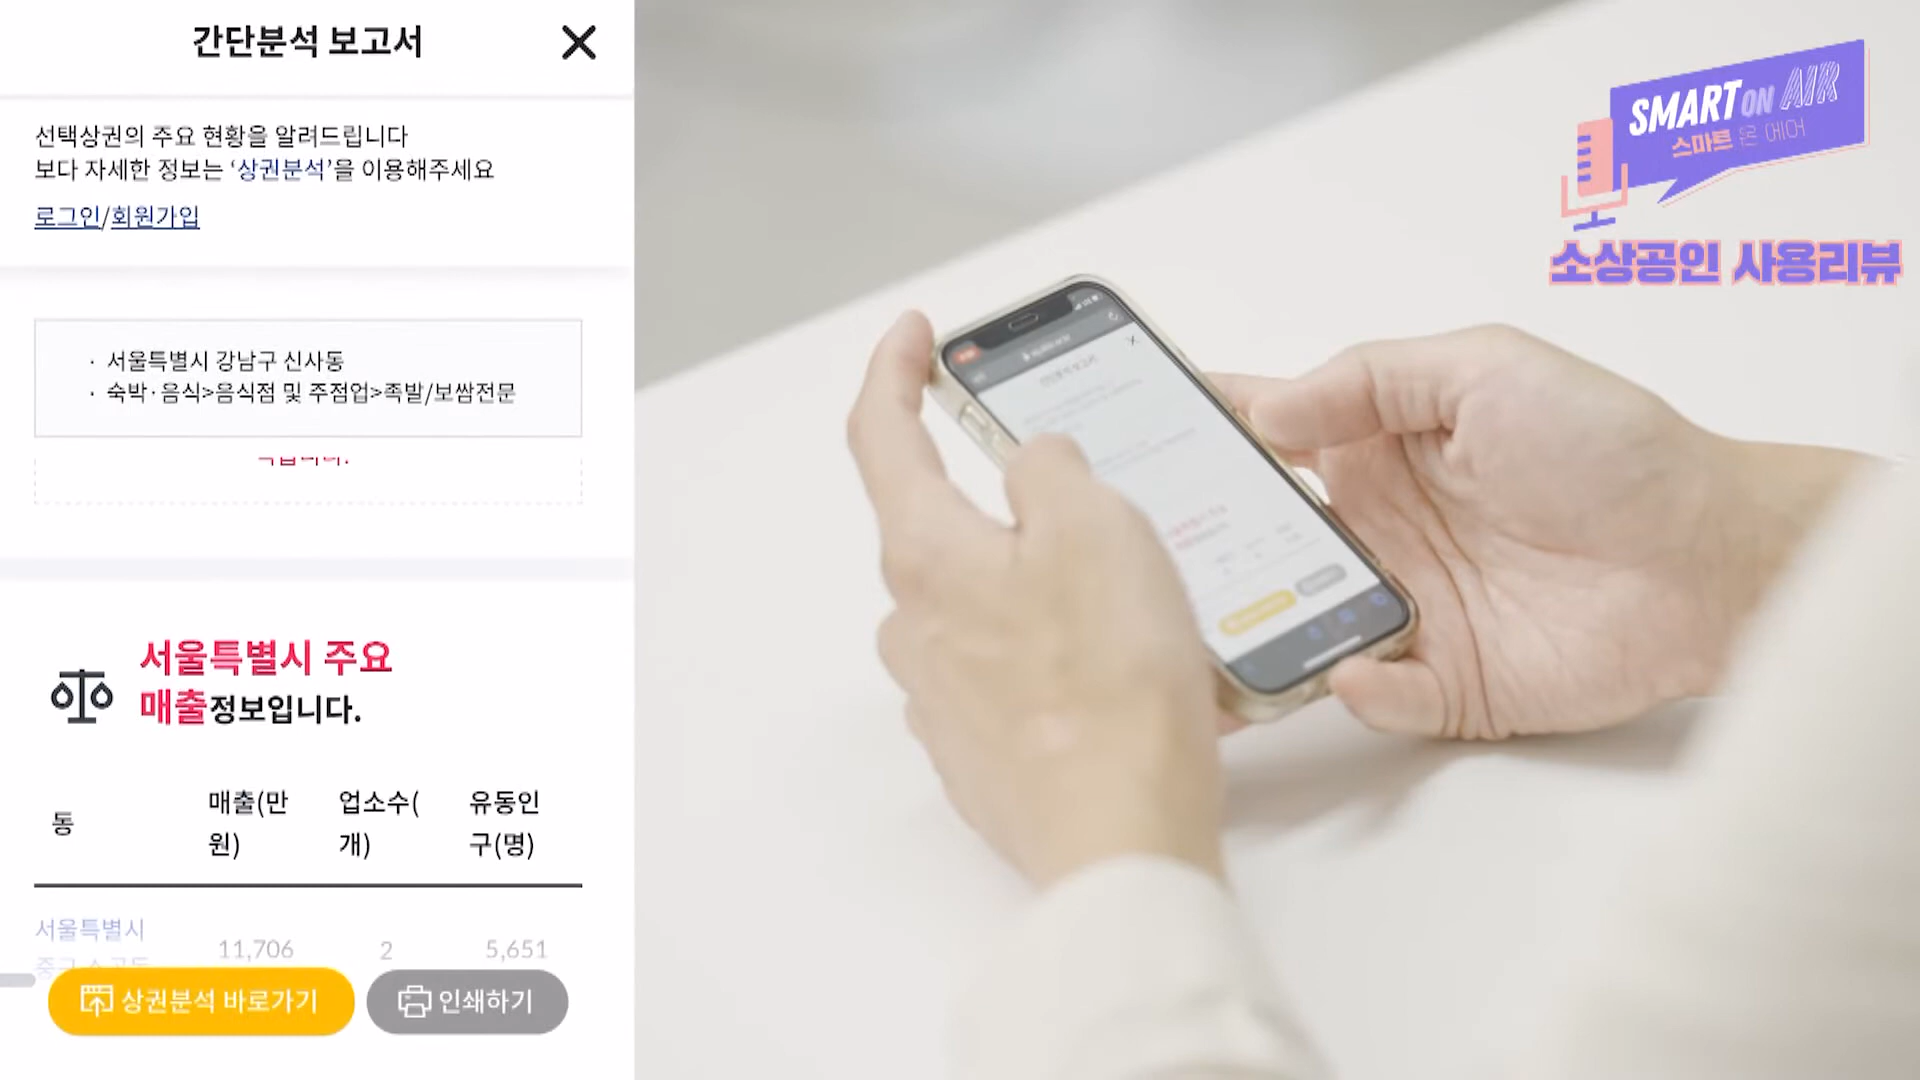 간단분석 보고서
선택상권의 주요 현황을 알려드립니다
보다 자세한 정보는 ‘상권분석’을 이용해주세요
로그인/회원가입
· 서울특별시 강남구 신사동
· 숙박·음식>음식점 및 주점업>족발/보쌈전문
서울특별시 주요
매출정보입니다.
동
매출(만
원)
업소수(
개)
유동인
구(명)
서울특별시
11,706
2
5,651
상권분석 바로가기
인쇄하기
SMART ON AIR
스마트 온 에어
소상공인 사용리뷰